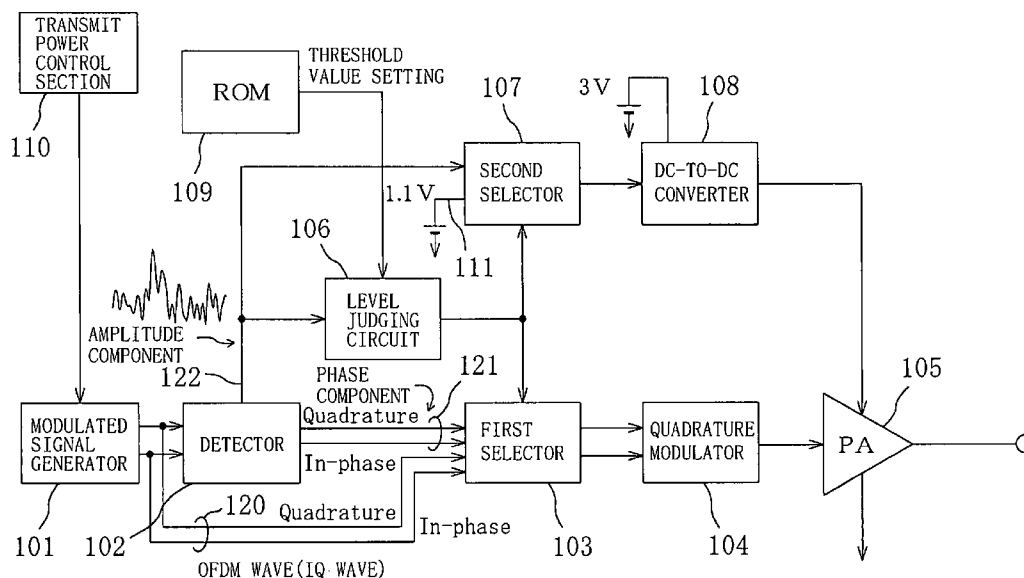 TRANSMIT
POWER
CONTROL
SECTION
110
ROM
109
THRESHOLD
VALUE SETTING
107
SECOND
SELECTOR
1.1V
111
3V
108
DC-TO-DC
CONVERTER
106
LEVEL
JUDGING
CIRCUIT
AMPLITUDE
COMPONENT
122
PHASE
COMPONENT
121
MODULATED
SIGNAL
GENERATOR
101
DETECTOR
102
Quadrature
In-phase
120
Quadrature
In-phase
OFDM WAVE(IQ WAVE)
FIRST
SELECTOR
103
QUADRATURE
MODULATOR
104
PA
105